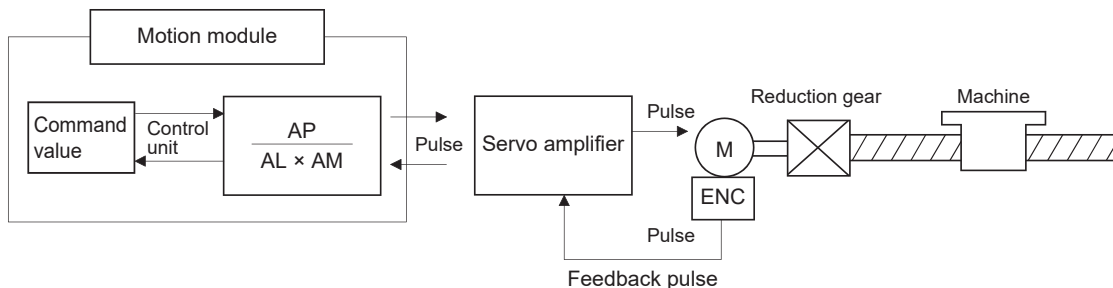 Motion module
Command
value
Control
unit
AP
AL × AM
Pulse
Servo amplifier
Pulse
M
ENC
Pulse
Feedback pulse
Reduction gear
Machine